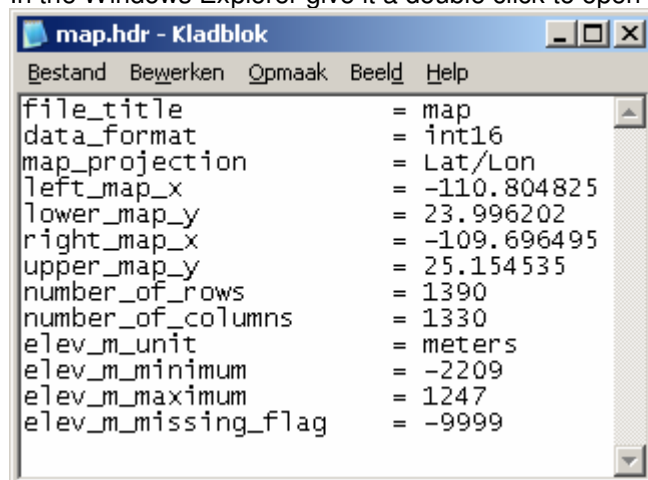 In the Windows Explorer give it a double click to open
map.hdr - Kladblok
Bestand Bewerken Opmaak Beeld Help
file_title = map
data_format = int16
map_projection = Lat/Lon
left_map_x = -110.804825
lower_map_y = 23.996202
right_map_x = -109.696495
upper_map_y = 25.154535
number_of_rows = 1390
number_of_columns = 1330
elev_m_unit = meters
elev_m_minimum = -2209
elev_m_maximum = 1247
elev_m_missing_flag = -9999